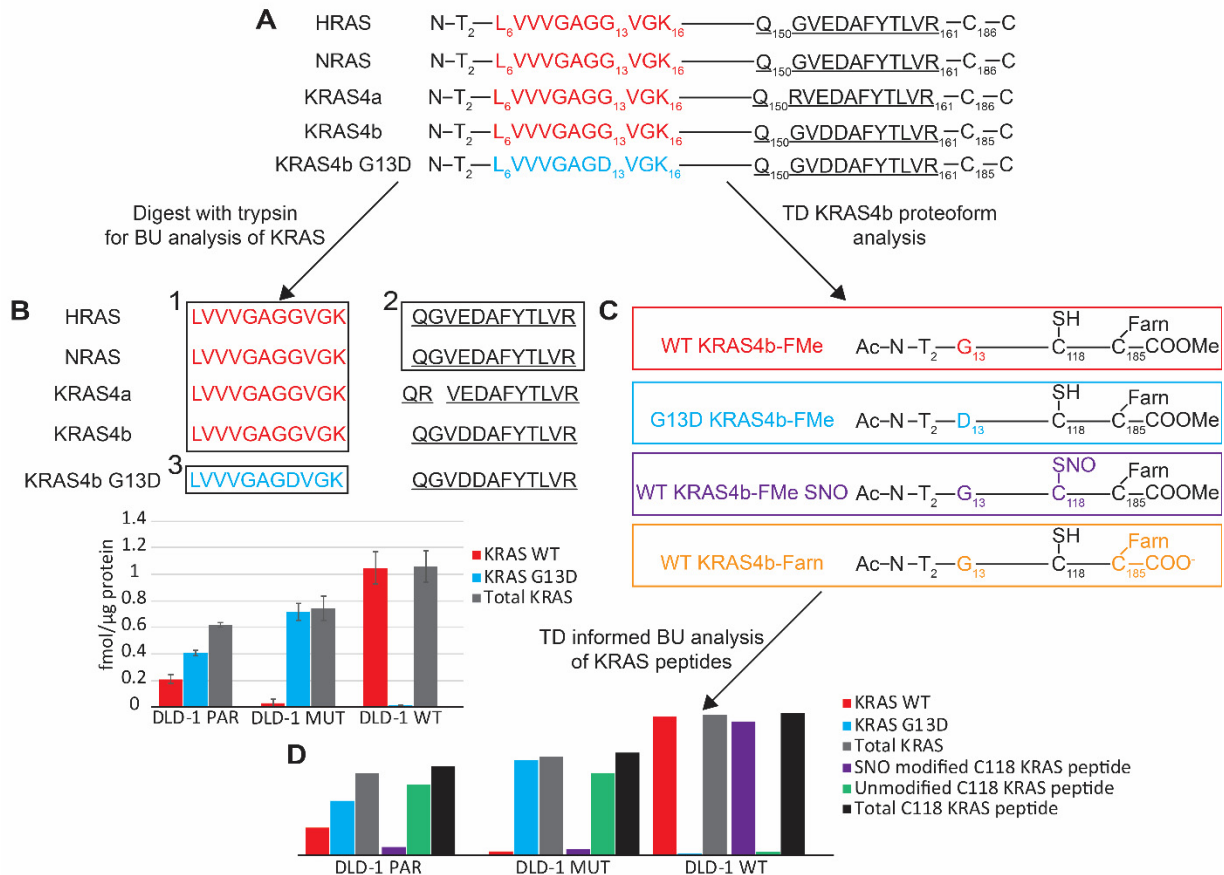 A
HRAS N–T2—L6VVVGAGG13VGK16—Q150GVEDAFYTLVR161–C186–C
NRAS N–T2—L6VVVGAGG13VGK16—Q150GVEDAFYTLVR161–C186–C
KRAS4a N–T2—L6VVVGAGG13VGK16—Q150RVEDAFYTLVR161–C186–C
KRAS4b N–T2—L6VVVGAGG13VGK16—Q150GVDDAFYTLVR161–C185–C
KRAS4b G13D N–T2—L6VVVGAGD13VGK16—Q150GVDDAFYTLVR161–C185–C
Digest with trypsin
for BU analysis of KRAS
TD KRAS4b proteoform
analysis
B
1
2
HRAS LVVVGAGGVGK QGVEDAFYTLVR
NRAS LVVVGAGGVGK QGVEDAFYTLVR
KRAS4a LVVVGAGGVGK QR VEDAFYTLVR
KRAS4b LVVVGAGGVGK QGVDDAFYTLVR
3
KRAS4b G13D LVVVGAGDVGK QGVDDAFYTLVR
fmol/µg protein
1.4
1.2
1
0.8
0.6
0.4
0.2
0
DLD-1 PAR DLD-1 MUT DLD-1 WT
KRAS WT
KRAS G13D
Total KRAS
C
SH Farn
WT KRAS4b-FMe Ac–N–T2–G13—C118—C185–COOMe
SH Farn
G13D KRAS4b-FMe Ac–N–T2–D13—C118—C185–COOMe
SNO Farn
WT KRAS4b-FMe SNO Ac–N–T2–G13—C118—C185–COOMe
SH Farn
WT KRAS4b-Farn Ac–N–T2–G13—C118—C185–COO-
TD informed BU analysis
of KRAS peptides
D
KRAS WT
KRAS G13D
Total KRAS
SNO modified C118 KRAS peptide
Unmodified C118 KRAS peptide
Total C118 KRAS peptide
DLD-1 PAR DLD-1 MUT DLD-1 WT